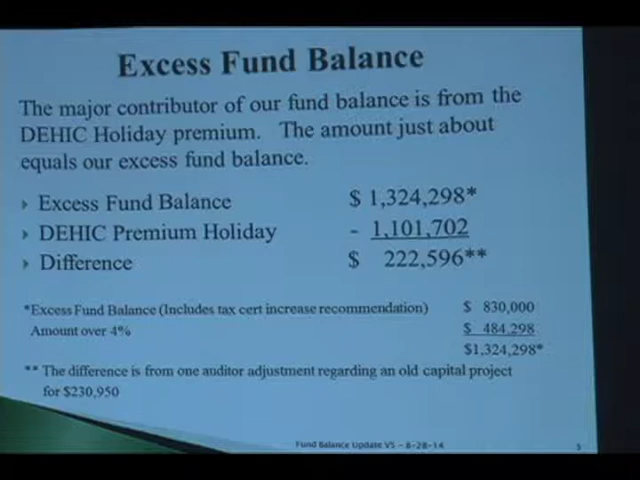 Excess Fund Balance
The major contributor of our fund balance is from the
DEHIC Holiday premium. The amount just about
equals our excess fund balance.
Excess Fund Balance $ 1,324,298*
DEHIC Premium Holiday - 1,101,702
Difference $ 222,596**
*Excess Fund Balance (Includes tax cert increase recommendation) $ 830,000
Amount over 4% $ 484,298
$1,324,298*
** The difference is from one auditor adjustment regarding an old capital project
for $230,950
Fund Balance Update V5 - 8-28-14